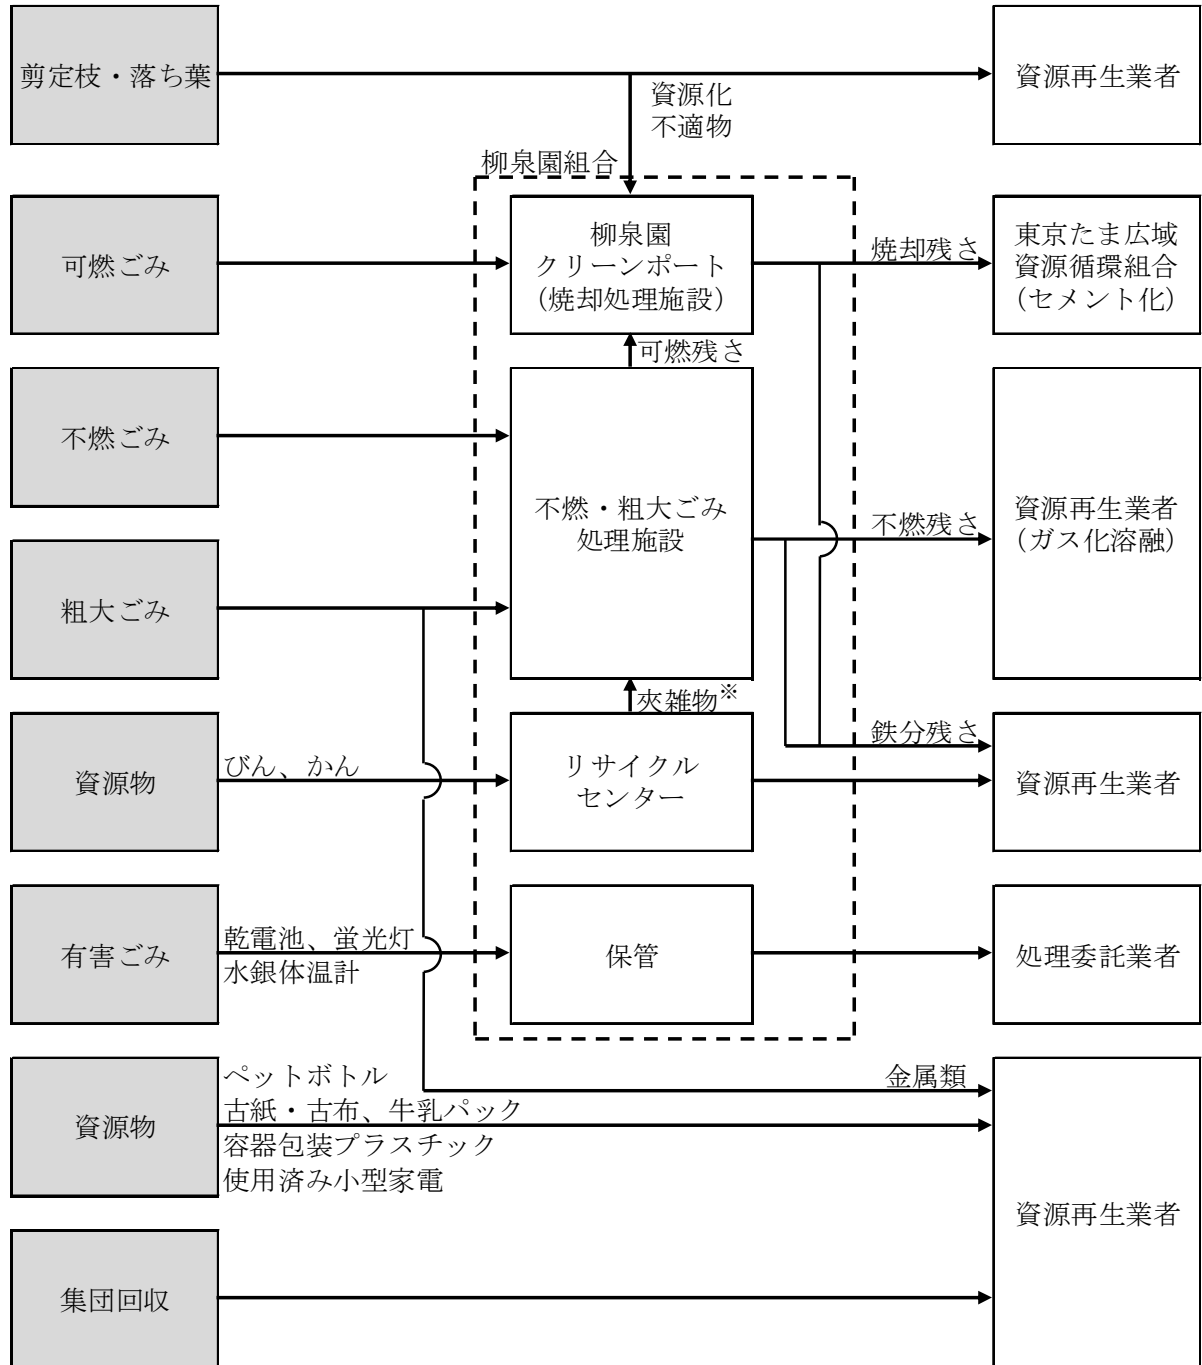 剪定枝・落ち葉
資源化
不適物
資源再生業者
柳泉園組合
可燃ごみ
柳泉園
クリーンポート
（焼却処理施設）
焼却残さ
東京たま広域
資源循環組合
（セメント化）
可燃残さ
不燃ごみ
不燃・粗大ごみ
処理施設
不燃残さ
資源再生業者
（ガス化溶融）
粗大ごみ
夾雑物※
鉄分残さ
資源物
びん、かん
リサイクル
センター
資源再生業者
有害ごみ
乾電池、蛍光灯
水銀体温計
保管
処理委託業者
金属類
資源物
ペットボトル
古紙・古布、牛乳パック
容器包装プラスチック
使用済み小型家電
資源再生業者
集団回収